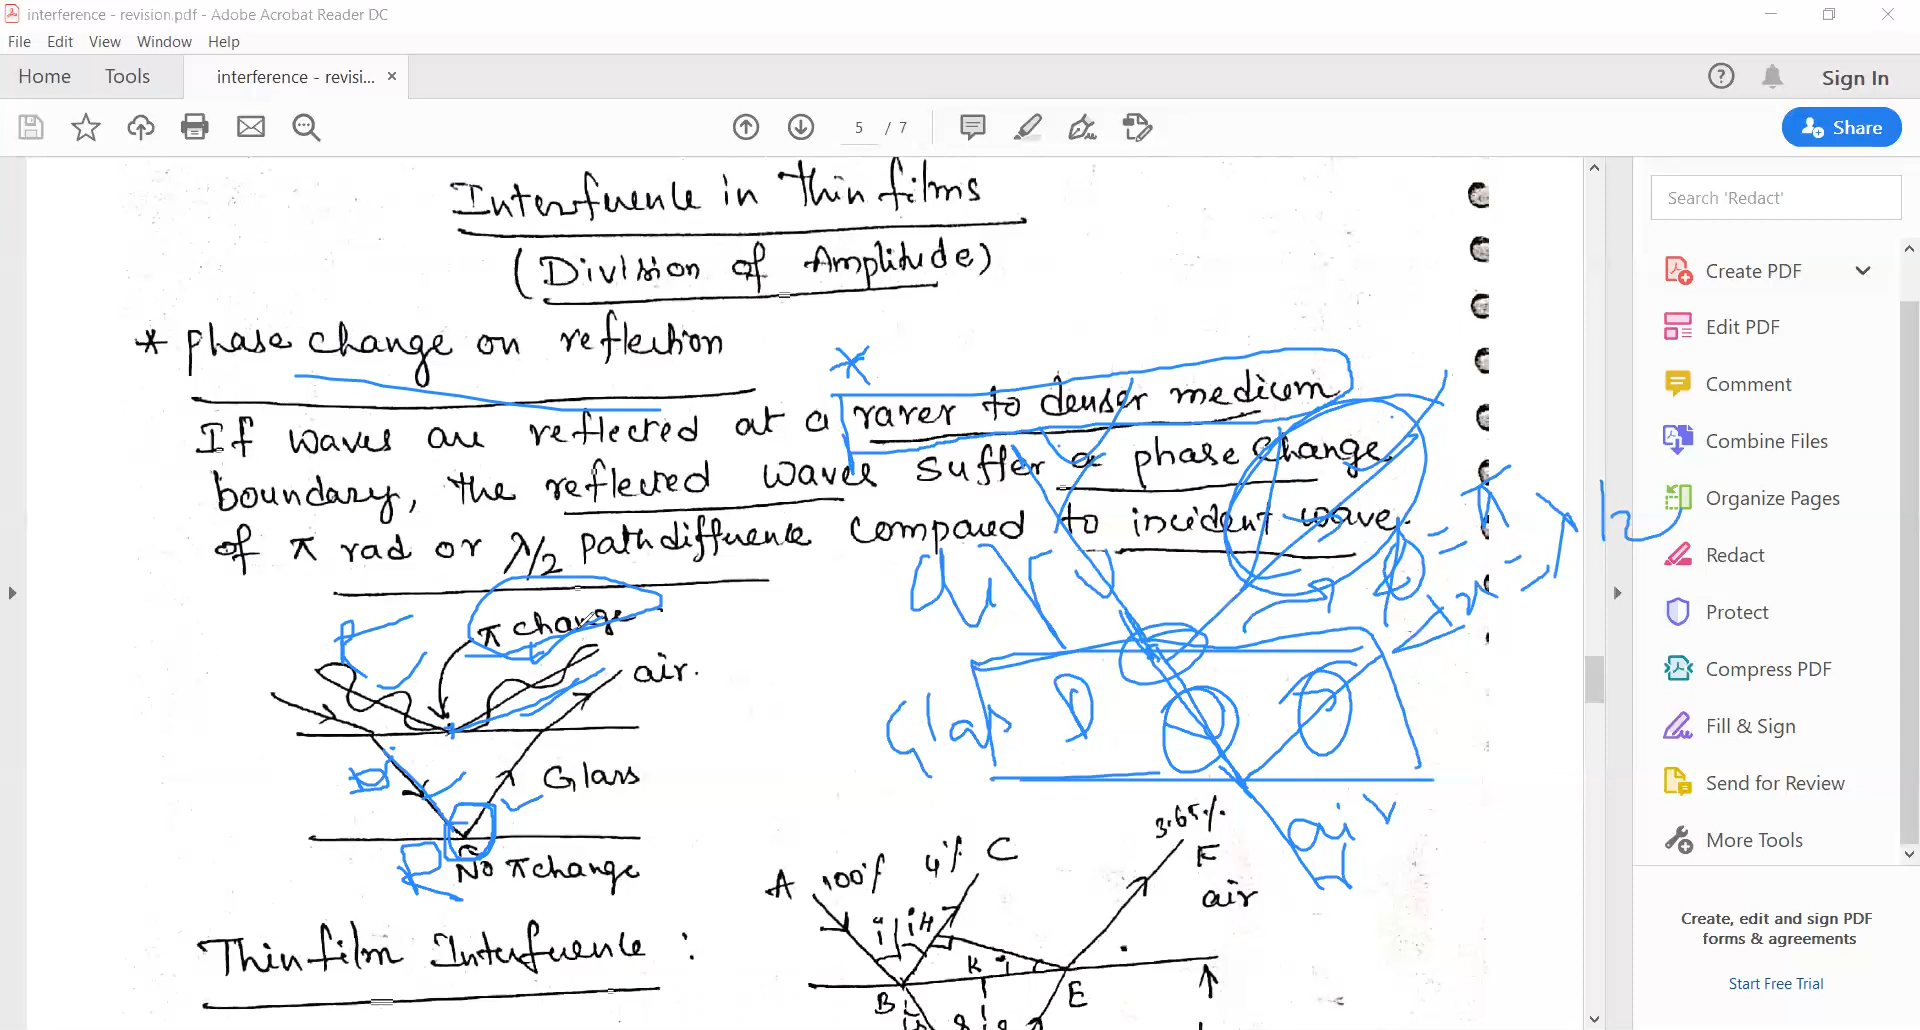 interference - revision.pdf - Adobe Acrobat Reader DC
File Edit View Window Help
Home Tools interference - revisi... × Sign In
5 / 7 Share
Interference in thin films
(Division of Amplitude)
* phase change on reflection
If waves are reflected at a rarer to denser medium
boundary, the reflected waves suffer a phase change
of π rad or λ/2 path difference compared to incident wave.
π change
air.
Glass
No π change
R
D
R
air
Glass D
air
φ = π
= λ/2
Thin film Interference :
A 100% 4% C 3.65% F
air
i i H
K i
B E
Search 'Redact'
Create PDF
Edit PDF
Comment
Combine Files
Organize Pages
Redact
Protect
Compress PDF
Fill & Sign
Send for Review
More Tools
Create, edit and sign PDF
forms & agreements
Start Free Trial